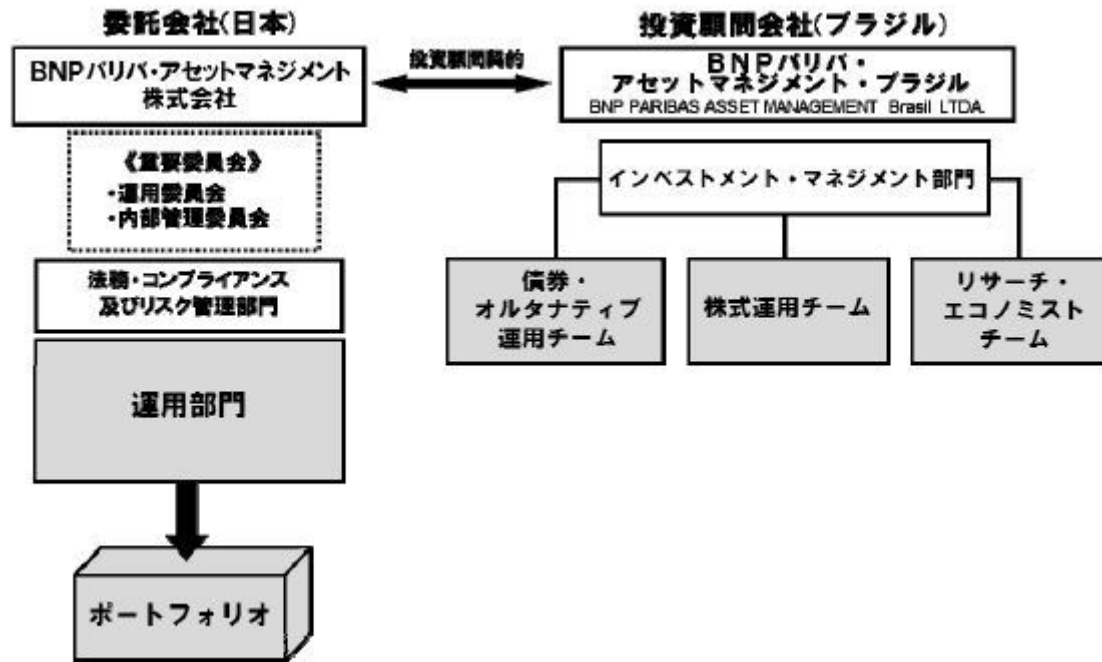 委託会社(日本)
BNPパリバ・アセットマネジメント
株式会社
《重要委員会》
・運用委員会
・内部管理委員会
法務・コンプライアンス
及びリスク管理部門
運用部門
ポートフォリオ
投資顧問契約
投資顧問会社(ブラジル)
BNPパリバ・
アセットマネジメント・ブラジル
BNP PARIBAS ASSET MANAGEMENT Brasil LTDA.
インベストメント・マネジメント部門
債券・
オルタナティブ
運用チーム
株式運用チーム
リサーチ・
エコノミスト
チーム